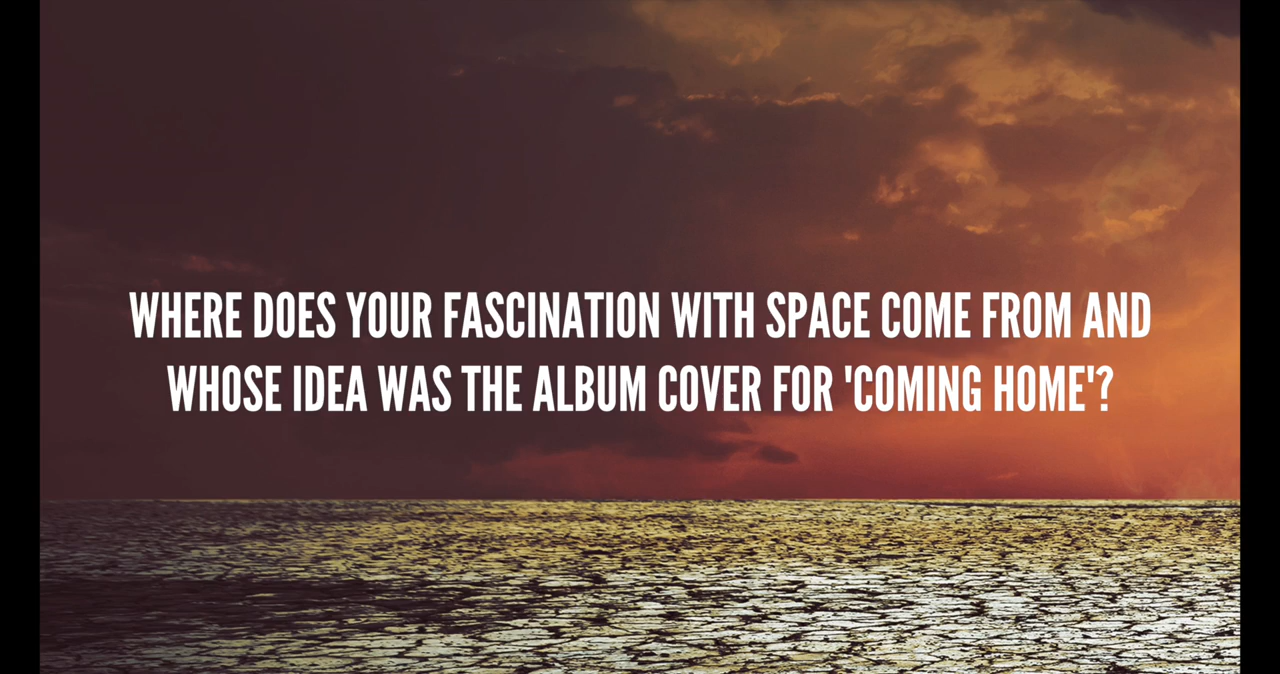 WHERE DOES YOUR FASCINATION WITH SPACE COME FROM AND
WHOSE IDEA WAS THE ALBUM COVER FOR 'COMING HOME'?